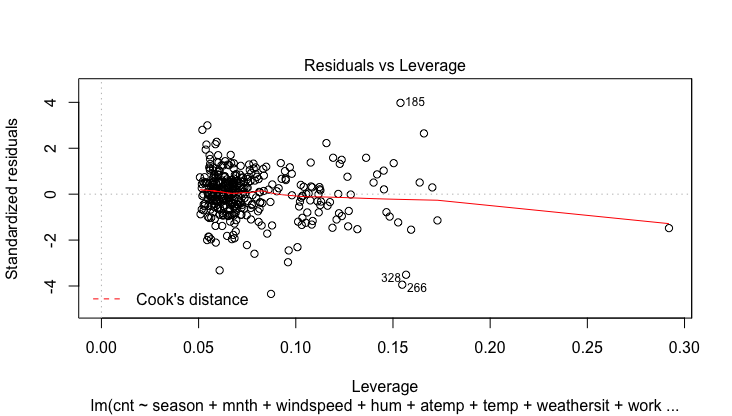 Residuals vs Leverage
Standardized residuals
4
2
0
-2
-4
185
328
266
Cook's distance
0.00 0.05 0.10 0.15 0.20 0.25 0.30
Leverage
lm(cnt ~ season + mnth + windspeed + hum + atemp + temp + weathersit + work ...